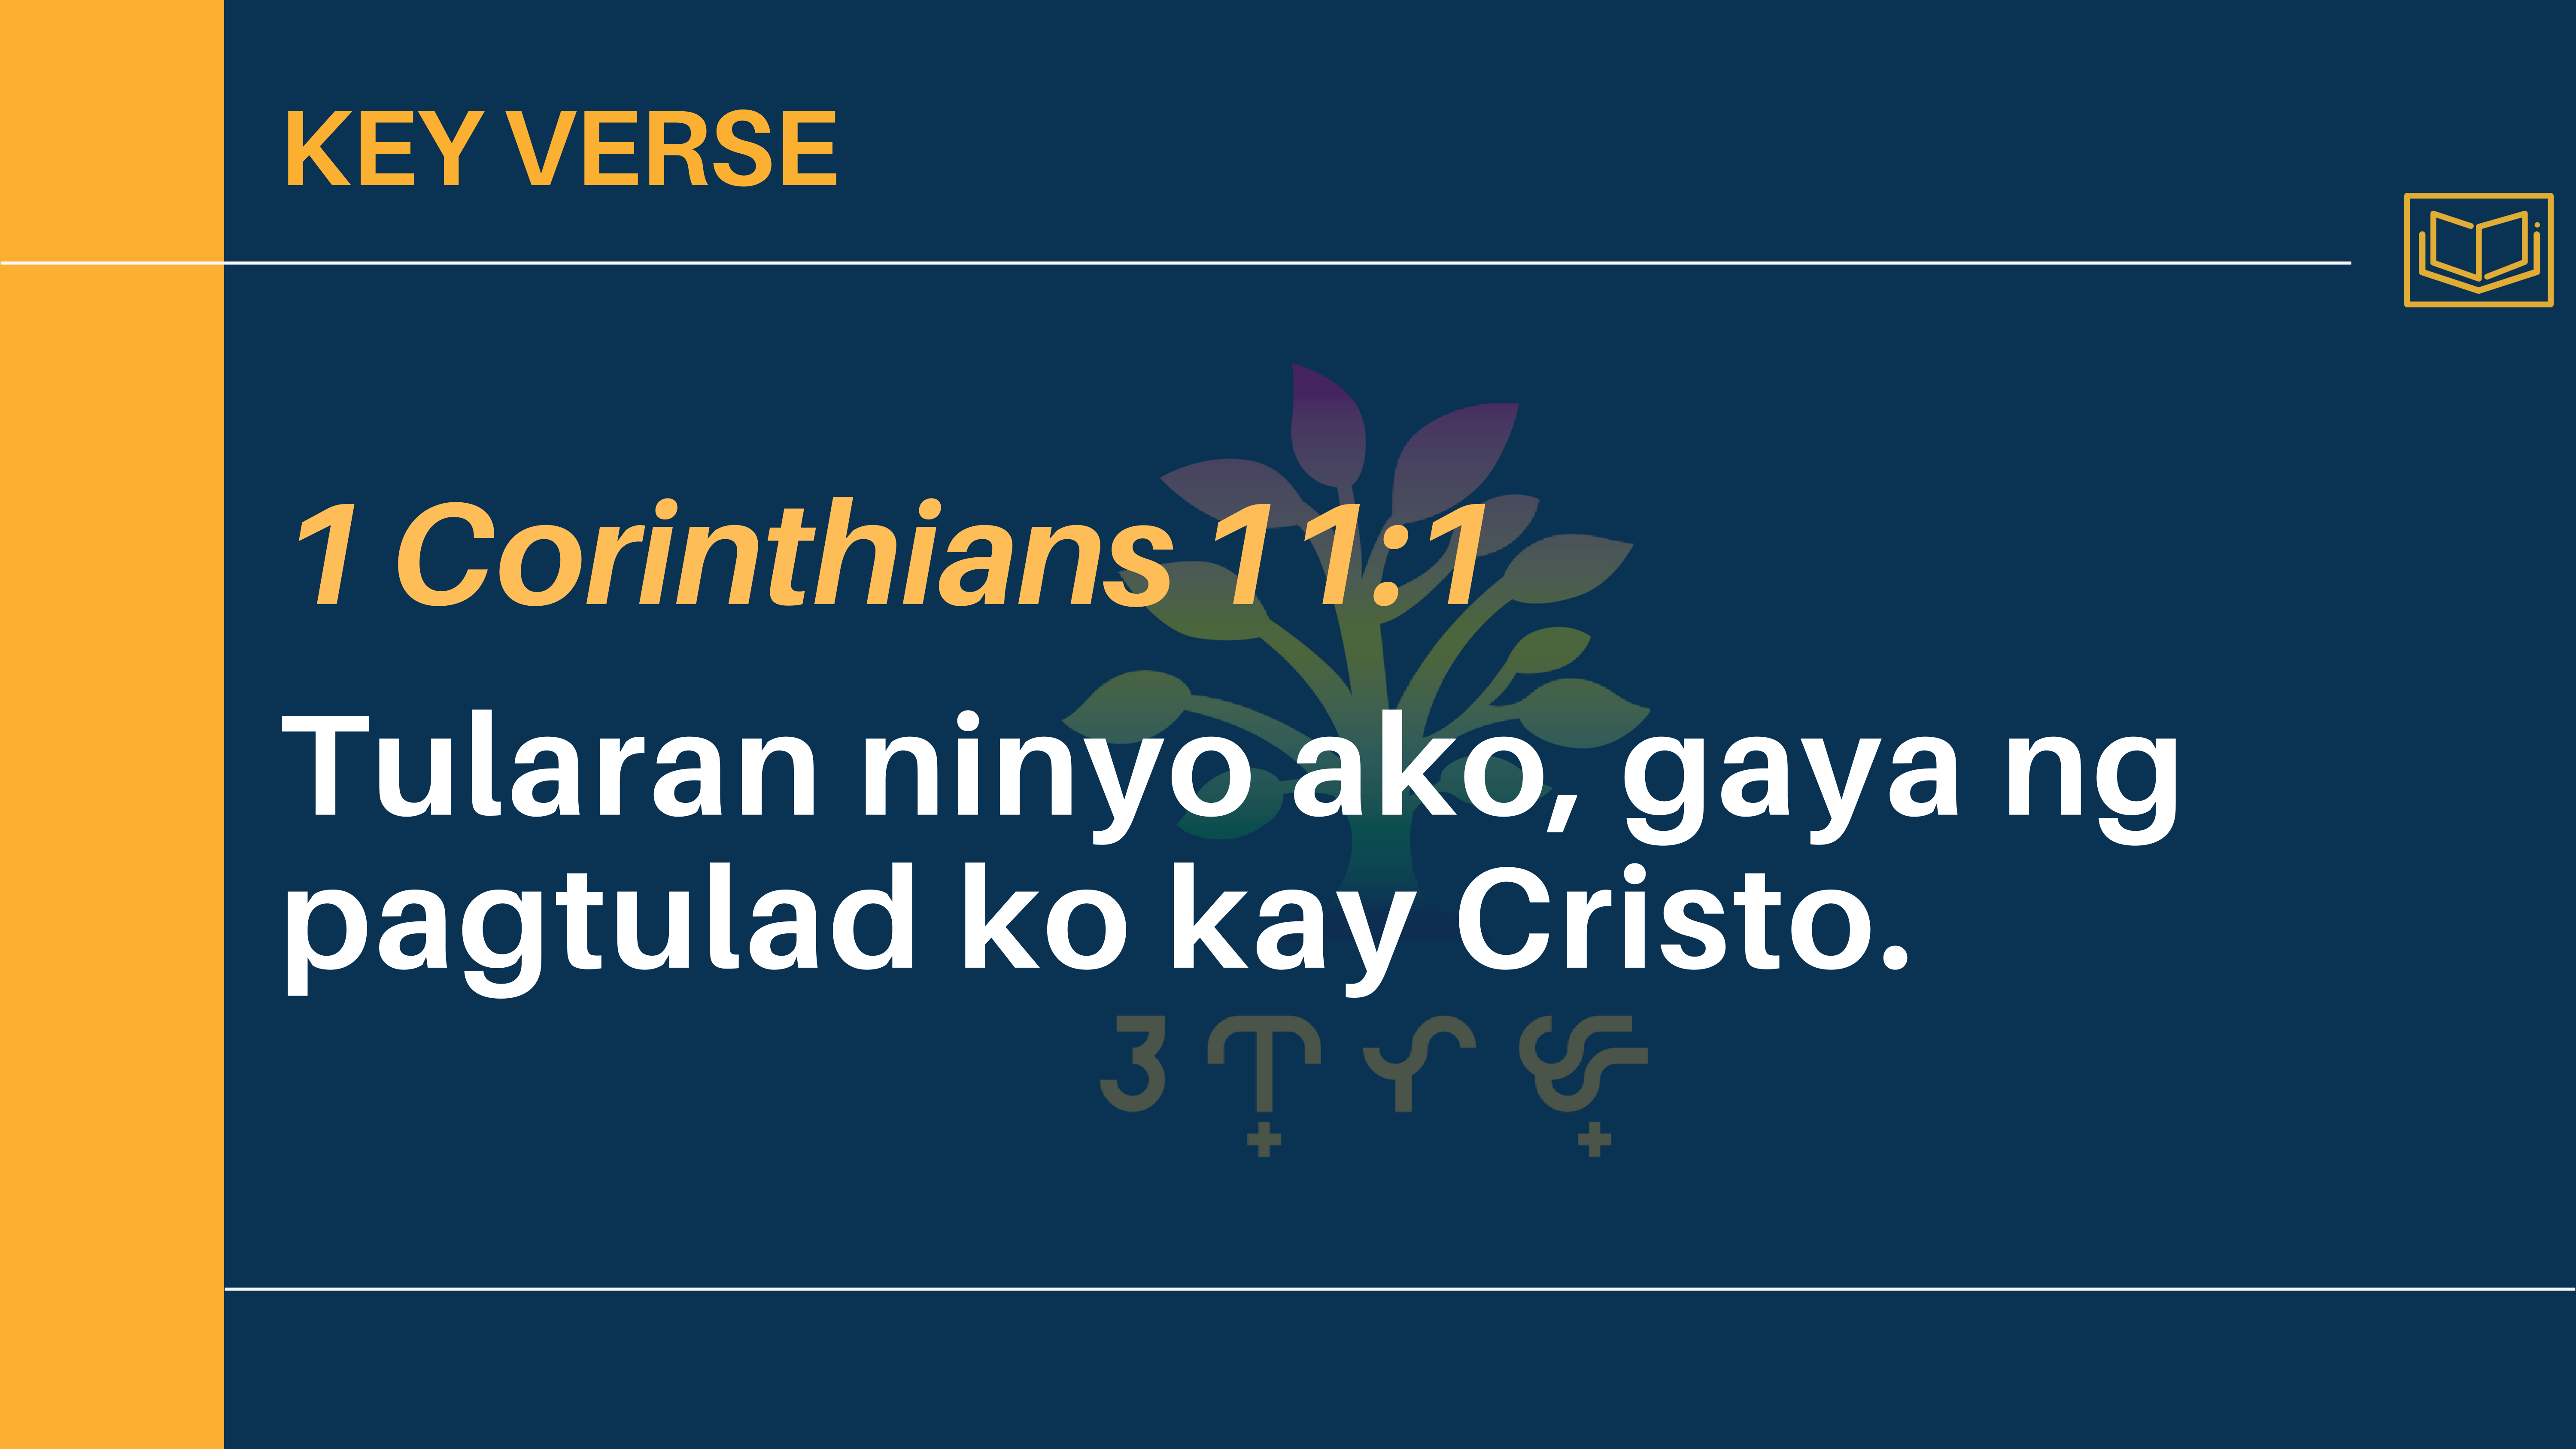 KEY VERSE
1 Corinthians 11:1
Tularan ninyo ako, gaya ng
pagtulad ko kay Cristo.